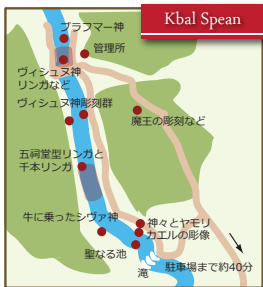 Kbal Spean
ブラフマー神
管理所
ヴィシュヌ神
リンガなど
ヴィシュヌ神彫刻群
魔王の彫刻など
五祠堂型リンガと
千本リンガ
牛に乗ったシヴァ神
神々とヤモリ
カエルの彫像
聖なる池
滝
駐車場まで約40分